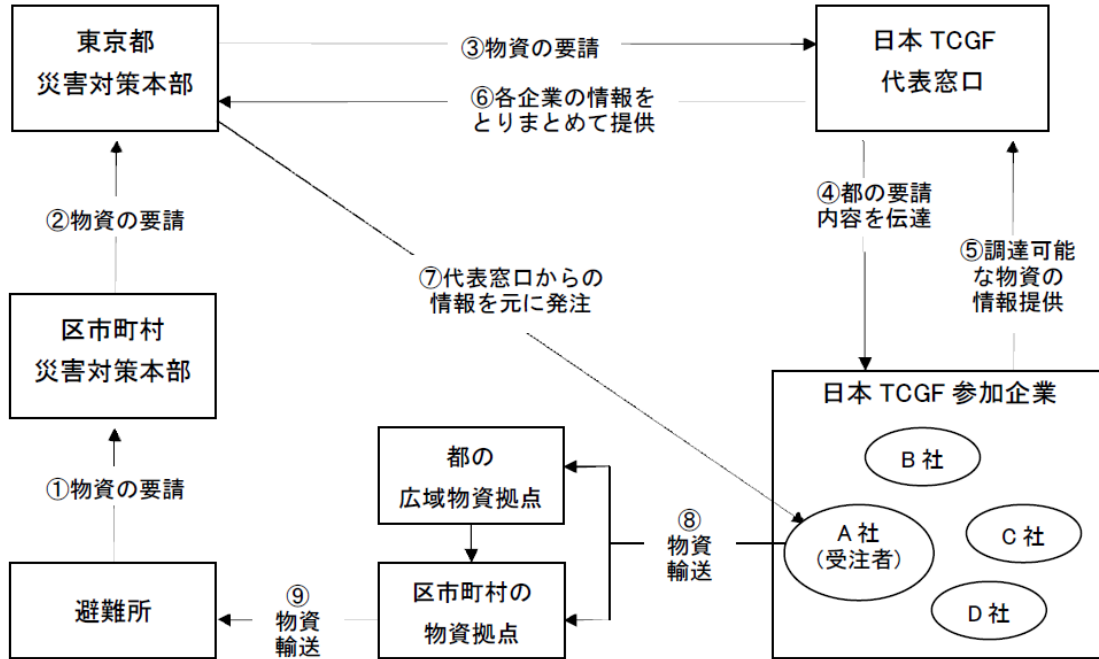 東京都
災害対策本部
③物資の要請
日本 TCGF
代表窓口
⑥各企業の情報を
とりまとめて提供
②物資の要請
④都の要請
内容を伝達
⑤調達可能
な物資の
情報提供
⑦代表窓口からの
情報を元に発注
区市町村
災害対策本部
日本 TCGF 参加企業
B 社
A 社
(受注者)
C 社
D 社
①物資の要請
都の
広域物資拠点
⑧
物資
輸送
避難所
⑨
物資
輸送
区市町村の
物資拠点